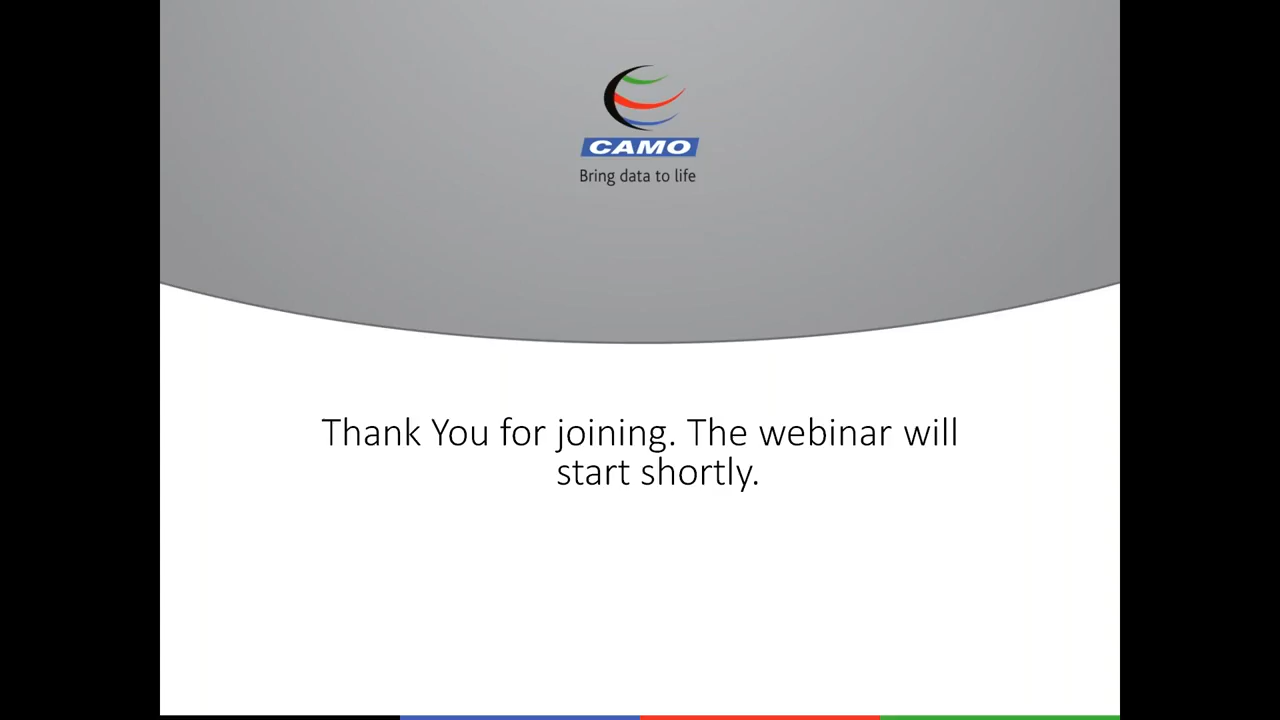 CAMO
Bring data to life
Thank You for joining. The webinar will
start shortly.